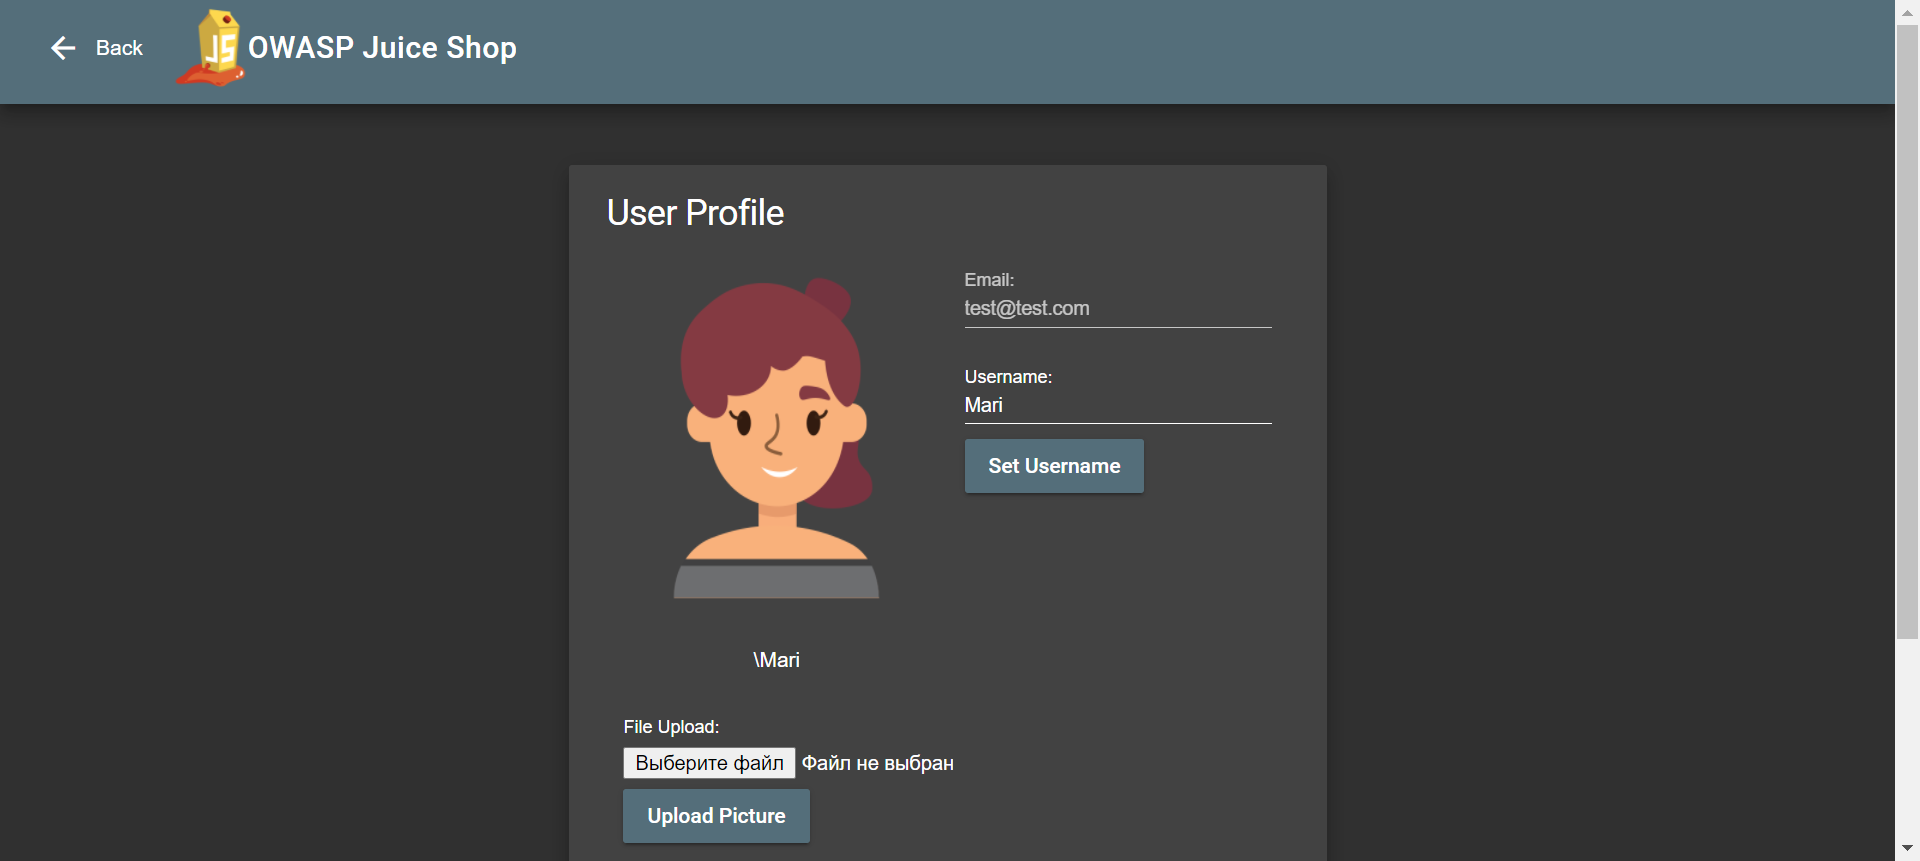 Back
JS
OWASP Juice Shop
User Profile
Email:
test@test.com
Username:
Mari
Set Username
\Mari
File Upload:
Выберите файл Файл не выбран
Upload Picture